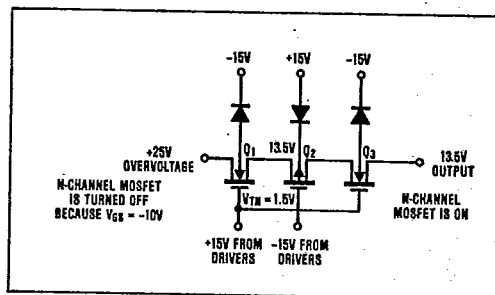 -15V +15V -15V
+25V
OVERVOLTAGE
Q1 13.5V Q2 Q3
13.5V
OUTPUT
N-CHANNEL MOSFET
IS TURNED OFF
BECAUSE VGS = -10V
VTN = 1.5V
N-CHANNEL
MOSFET IS ON
+15V FROM
DRIVERS
-15V FROM
DRIVERS